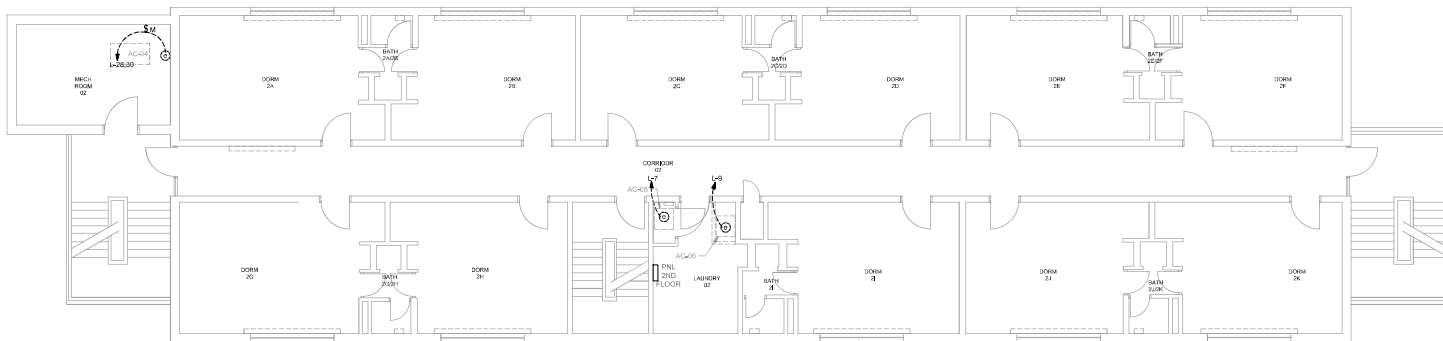 $M
AC-04
L-28,30
MECH
ROOM
02
DORM
2A
BATH
2A/2B
DORM
2B
DORM
2C
BATH
2C/2D
DORM
2D
DORM
2E
BATH
2E/2F
DORM
2F
CORRIDOR
02
L-7
L-9
AC-05
AC-06
DORM
2G
BATH
2G/2H
DORM
2H
PNL
2ND
FLOOR
LAUNDRY
02
BATH
2I
DORM
2I
DORM
2J
BATH
2J/2K
DORM
2K